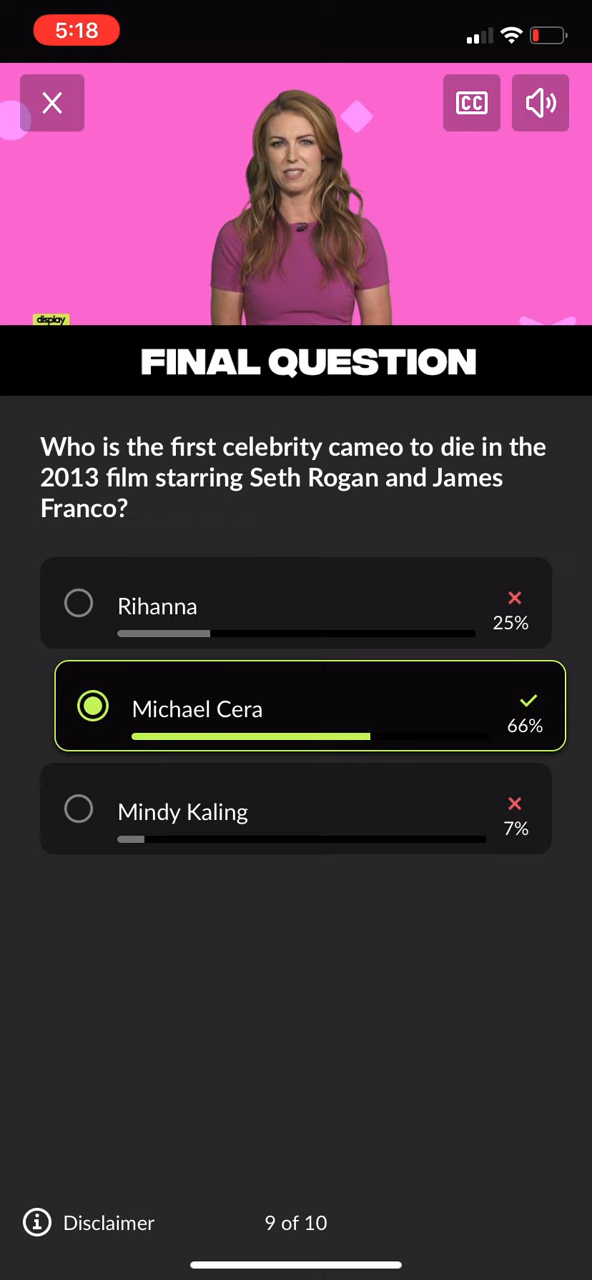 5:18
CC
display
FINAL QUESTION
Who is the first celebrity cameo to die in the
2013 film starring Seth Rogan and James
Franco?
Rihanna
25%
Michael Cera
66%
Mindy Kaling
7%
Disclaimer 9 of 10